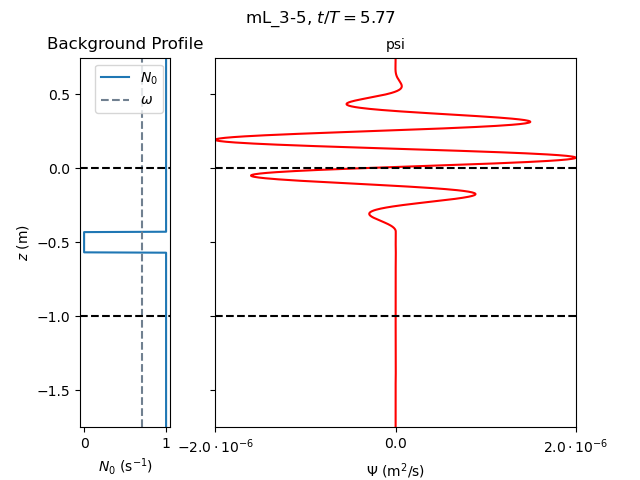 mL_3-5, t/T = 5.77
Background Profile
psi
N₀
ω
0.5
0.0
−0.5
−1.0
−1.5
z (m)
0
1
−2.0 · 10⁻⁶
0.0
2.0 · 10⁻⁶
N₀ (s⁻¹)
Ψ (m²/s)